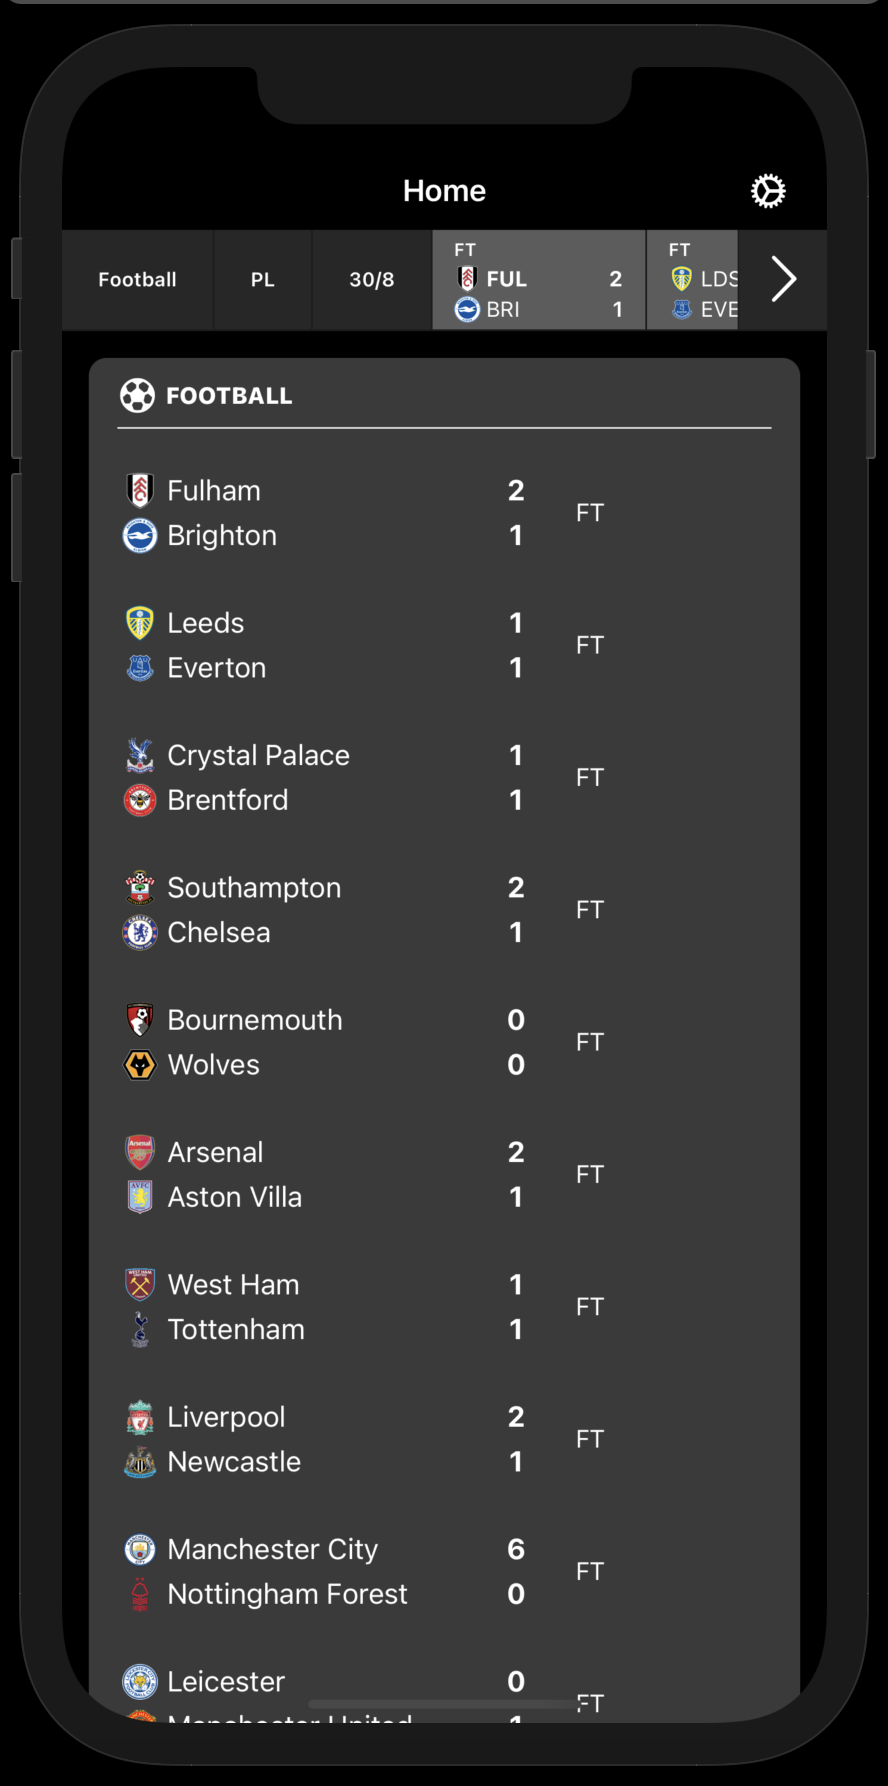 Home
Football PL 30/8
FT
FUL 2
BRI 1
FT
LDS
EVE
FOOTBALL
Fulham 2
FT
Brighton 1
Leeds 1
FT
Everton 1
Crystal Palace 1
FT
Brentford 1
Southampton 2
FT
Chelsea 1
Bournemouth 0
FT
Wolves 0
Arsenal 2
FT
Aston Villa 1
West Ham 1
FT
Tottenham 1
Liverpool 2
FT
Newcastle 1
Manchester City 6
FT
Nottingham Forest 0
Leicester 0
FT
Manchester United 1